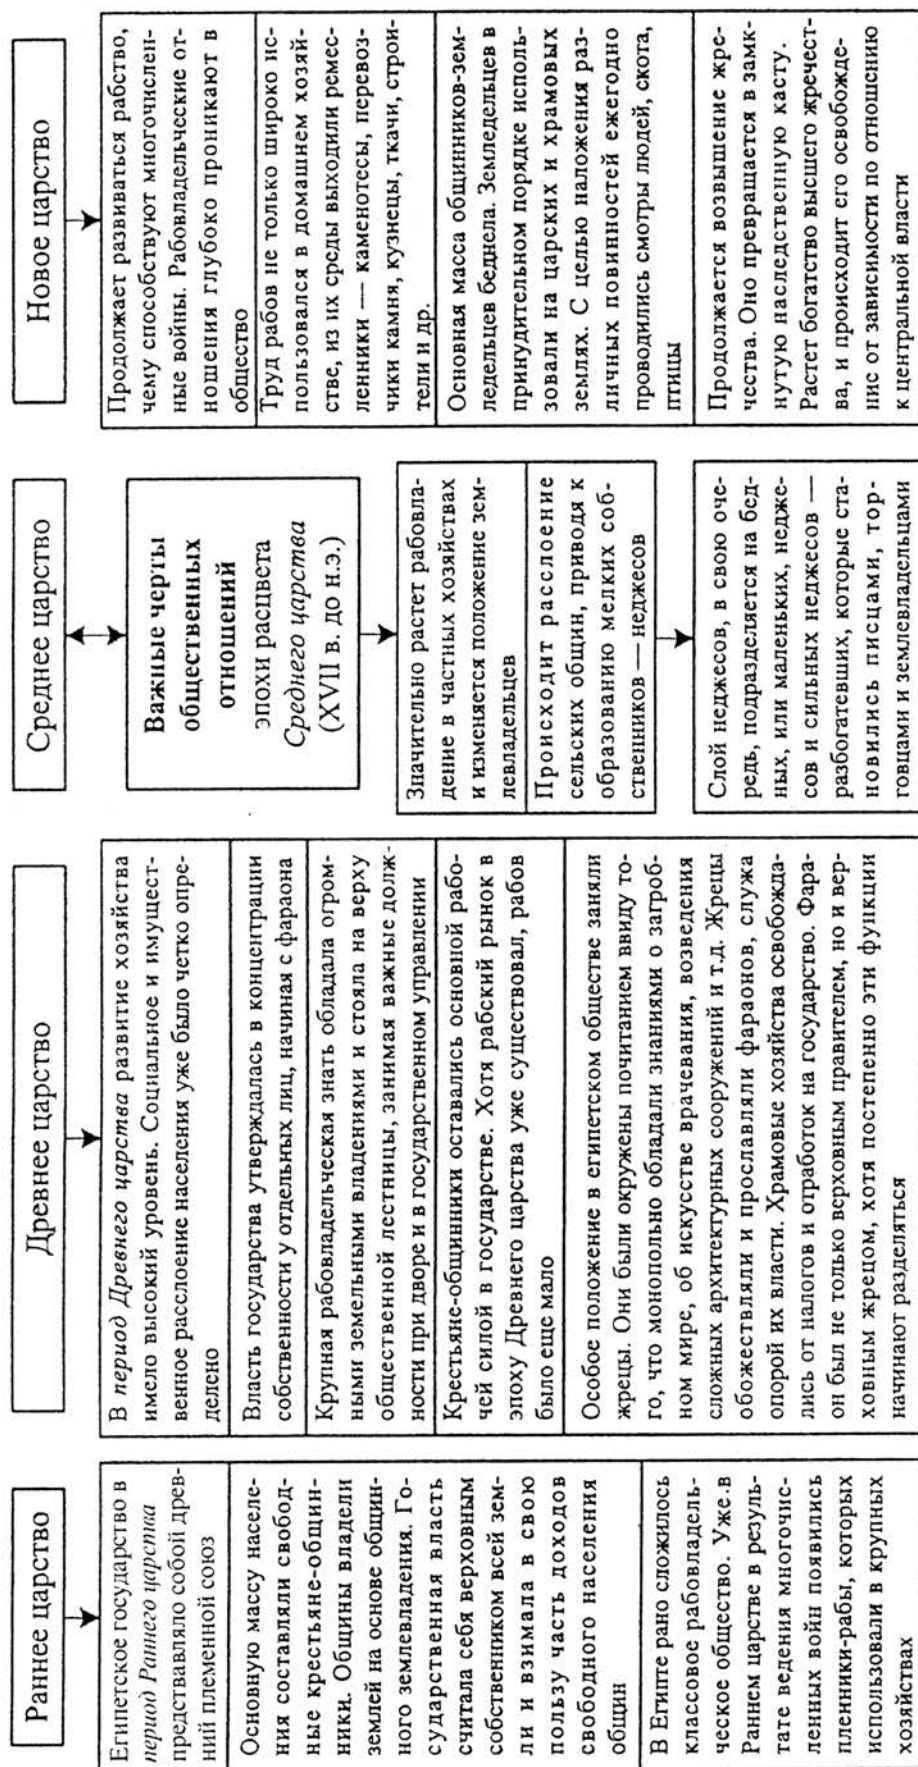 Раннее царство
Египетское государство в
период Раннего царства
представляло собой древ-
ний племенной союз
Основную массу населе-
ния составляли свобод-
ные крестьяне-общин-
ники. Общины владели
землей на основе общин-
ного землевладения. Го-
сударственная власть
считала себя верховным
собственником всей зем-
ли и взимала в свою
пользу часть доходов
свободного населения
общин
В Египте рано сложилось
классовое рабовладель-
ческое общество. Уже в
Раннем царстве в резуль-
тате ведения многочис-
ленных войн появились
пленники-рабы, которых
использовали в крупных
хозяйствах
Древнее царство
В период Древнего царства развитие хозяйства
имело высокий уровень. Социальное и имущест-
венное расслоение населения уже было четко опре-
делено
Власть государства утверждалась в концентрации
собственности у отдельных лиц, начиная с фараона
Крупная рабовладельческая знать обладала огром-
ными земельными владениями и стояла на верху
общественной лестницы, занимая важные долж-
ности при дворе и в государственном управлении
Крестьяне-общинники оставались основной рабо-
чей силой в государстве. Хотя рабский рынок в
эпоху Древнего царства уже существовал, рабов
было еще мало
Особое положение в египетском обществе заняли
жрецы. Они были окружены почитанием ввиду то-
го, что монопольно обладали знаниями о загроб-
ном мире, об искусстве врачевания, возведения
сложных архитектурных сооружений и т.д. Жрецы
обожествляли и прославляли фараонов, служа
опорой их власти. Храмовые хозяйства освобожда-
лись от налогов и отработок на государство. Фара-
он был не только верховным правителем, но и вер-
ховным жрецом, хотя постепенно эти функции
начинают разделяться
Среднее царство
Важные черты
общественных
отношений
эпохи расцвета
Среднего царства
(XVII в. до н.э.)
Значительно растет рабовла-
дение в частных хозяйствах
и изменяется положение зем-
левладельцев
Происходит расслоение
сельских общин, приводя к
образованию мелких соб-
ственников — неджесов
Слой неджесов, в свою оче-
редь, подразделяется на бед-
ных, или маленьких, недже-
сов и сильных неджесов —
разбогатевших, которые ста-
новились писцами, тор-
говцами и землевладельцами
Новое царство
Продолжает развиваться рабство,
чему способствуют многочислен-
ные войны. Рабовладельческие от-
ношения глубоко проникают в
общество
Труд рабов не только широко ис-
пользовался в домашнем хозяй-
стве, из их среды выходили ремес-
ленники — каменотесы, перевоз-
чики камня, кузнецы, ткачи, строи-
тели и др.
Основная масса общинников-зем-
ледельцев беднела. Земледельцев в
принудительном порядке исполь-
зовали на царских и храмовых
землях. С целью наложения раз-
личных повинностей ежегодно
проводились смотры людей, скота,
птицы
Продолжается возвышение жре-
чества. Оно превращается в замк-
нутую наследственную касту.
Растет богатство высшего жречест-
ва, и происходит его освобожде-
ние от зависимости по отношению
к центральной власти